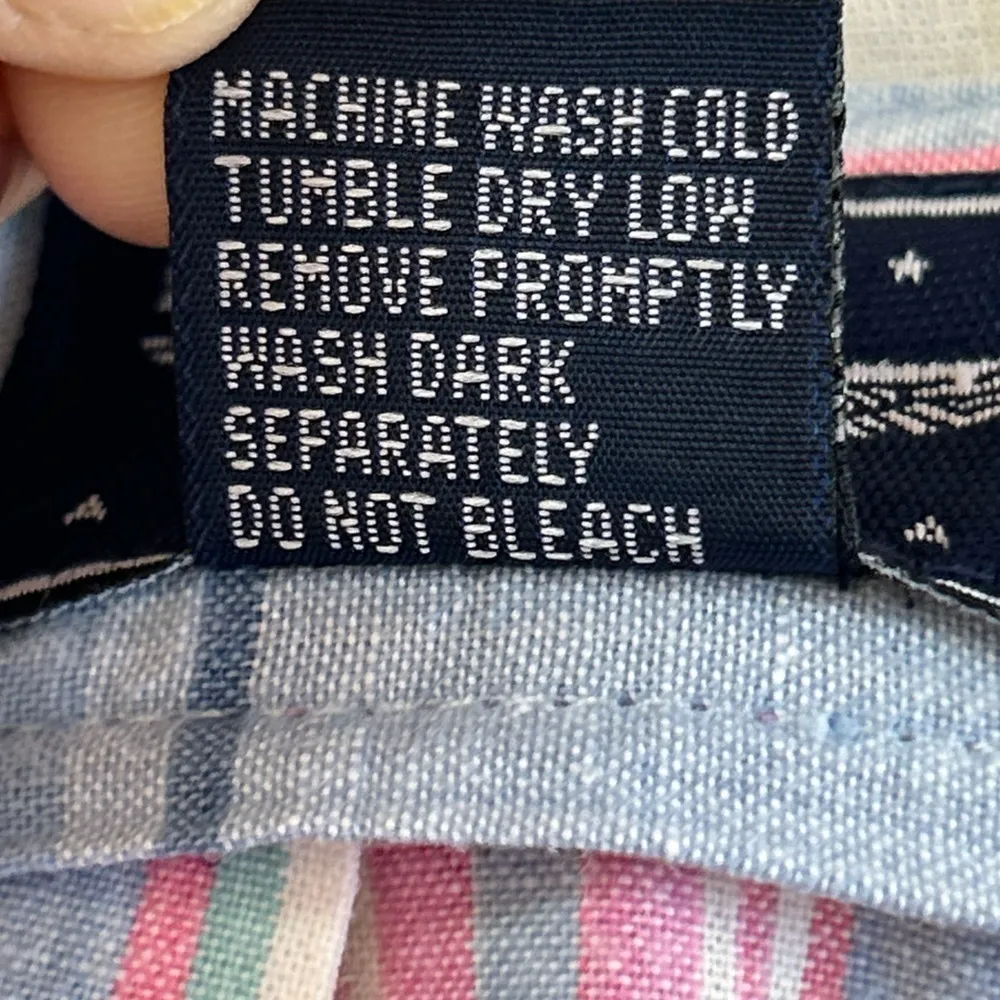 MACHINE WASH COLD
TUMBLE DRY LOW
REMOVE PROMPTLY
WASH DARK
SEPARATELY
DO NOT BLEACH